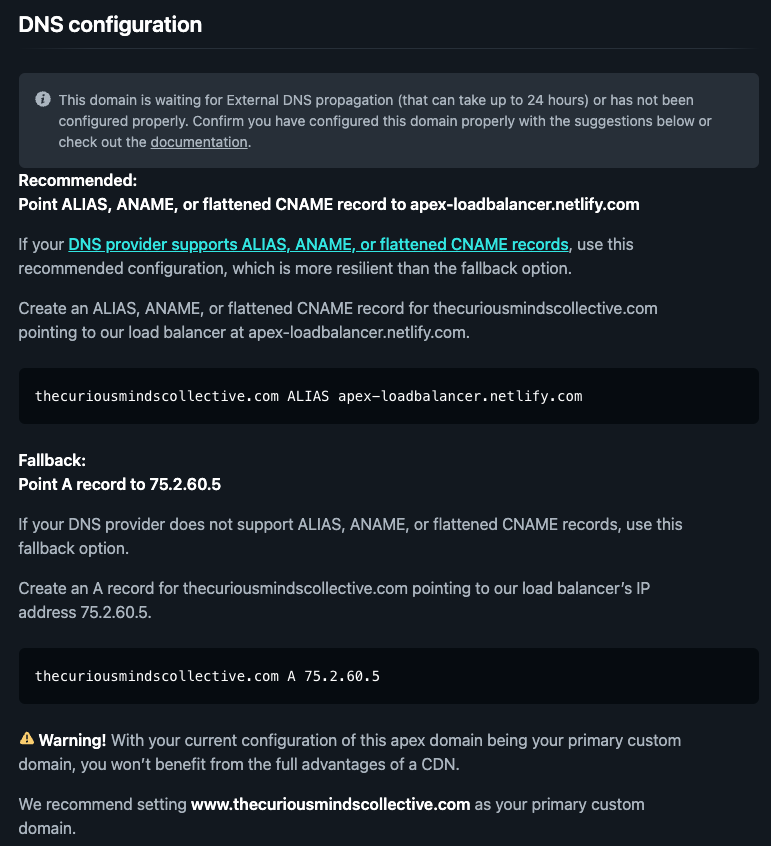 DNS configuration
This domain is waiting for External DNS propagation (that can take up to 24 hours) or has not been
configured properly. Confirm you have configured this domain properly with the suggestions below or
check out the documentation.
Recommended:
Point ALIAS, ANAME, or flattened CNAME record to apex-loadbalancer.netlify.com
If your DNS provider supports ALIAS, ANAME, or flattened CNAME records, use this
recommended configuration, which is more resilient than the fallback option.
Create an ALIAS, ANAME, or flattened CNAME record for thecuriousmindscollective.com
pointing to our load balancer at apex-loadbalancer.netlify.com.
thecuriousmindscollective.com ALIAS apex-loadbalancer.netlify.com
Fallback:
Point A record to 75.2.60.5
If your DNS provider does not support ALIAS, ANAME, or flattened CNAME records, use this
fallback option.
Create an A record for thecuriousmindscollective.com pointing to our load balancer’s IP
address 75.2.60.5.
thecuriousmindscollective.com A 75.2.60.5
Warning! With your current configuration of this apex domain being your primary custom
domain, you won’t benefit from the full advantages of a CDN.
We recommend setting www.thecuriousmindscollective.com as your primary custom
domain.